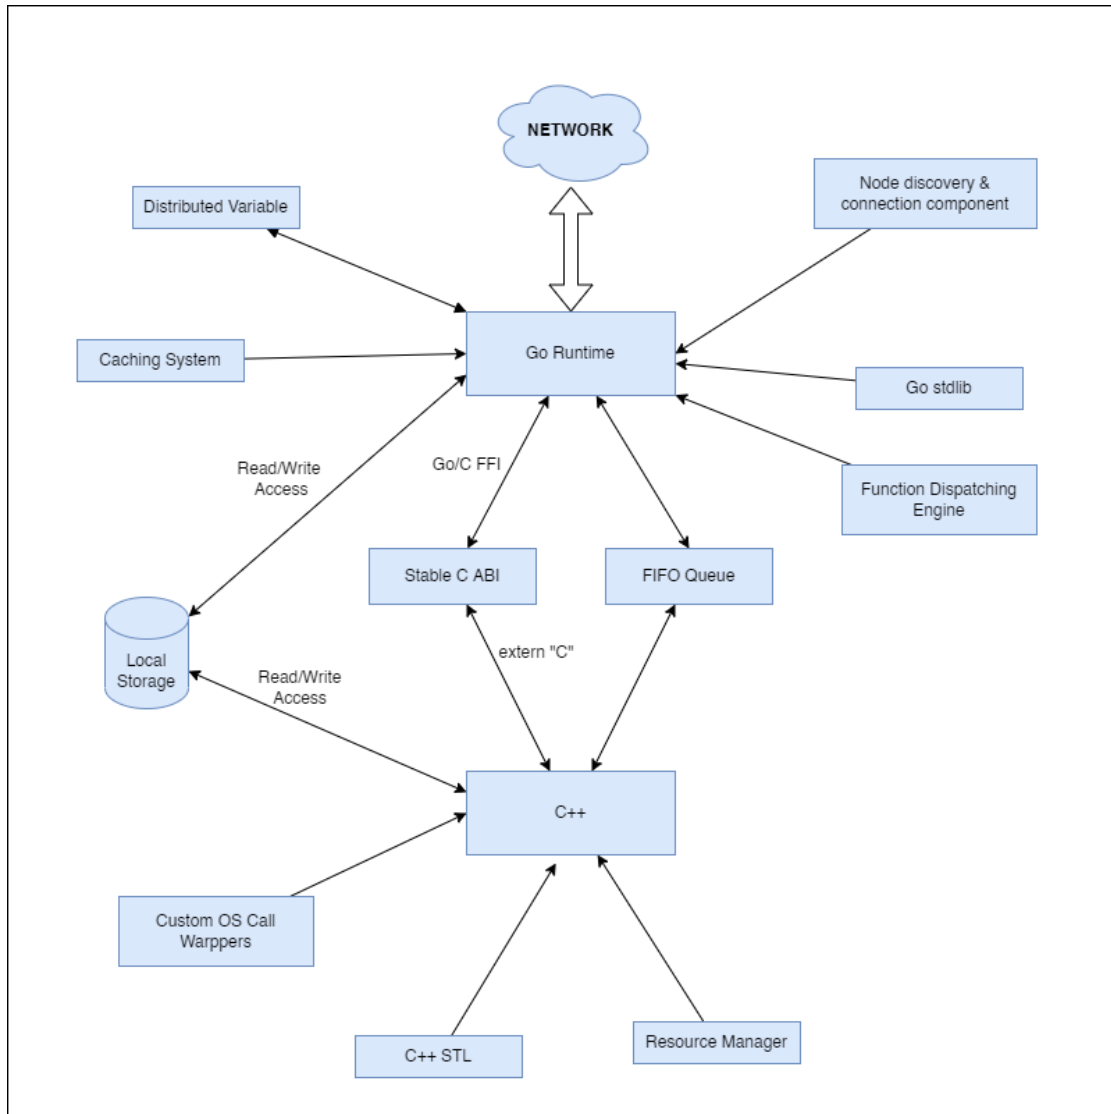 NETWORK
Distributed Variable
Node discovery &
connection component
Go Runtime
Caching System
Go stdlib
Read/Write
Access
Go/C FFI
Function Dispatching
Engine
Stable C ABI
FIFO Queue
Local
Storage
extern "C"
Read/Write
Access
C++
Custom OS Call
Warppers
C++ STL
Resource Manager